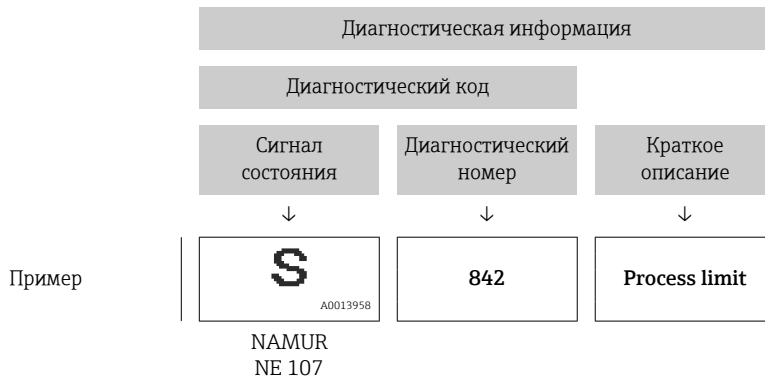 Диагностическая информация
Диагностический код
Сигнал
состояния
Диагностический
номер
Краткое
описание
↓ ↓ ↓
Пример
S
A0013958
842
Process limit
NAMUR
NE 107